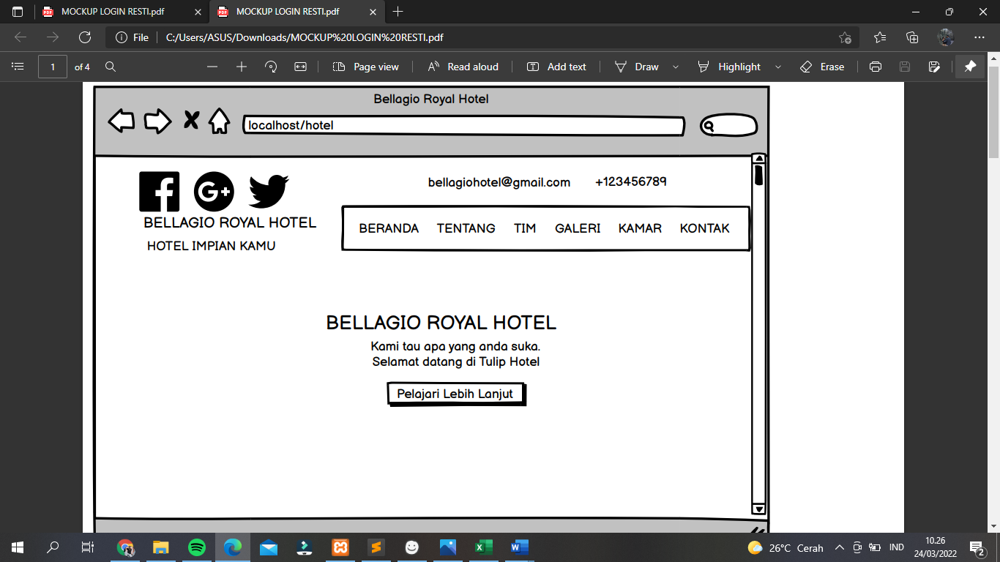 MOCKUP LOGIN RESTI.pdf
MOCKUP LOGIN RESTI.pdf
File
C:/Users/ASUS/Downloads/MOCKUP%20LOGIN%20RESTI.pdf
1 of 4
Page view
Read aloud
Add text
Draw
Highlight
Erase
Bellagio Royal Hotel
localhost/hotel
bellagiohotel@gmail.com +123456789
BELLAGIO ROYAL HOTEL
HOTEL IMPIAN KAMU
BERANDA TENTANG TIM GALERI KAMAR KONTAK
BELLAGIO ROYAL HOTEL
Kami tau apa yang anda suka.
Selamat datang di Tulip Hotel
Pelajari Lebih Lanjut
26°C Cerah
IND
10.26
24/03/2022
2